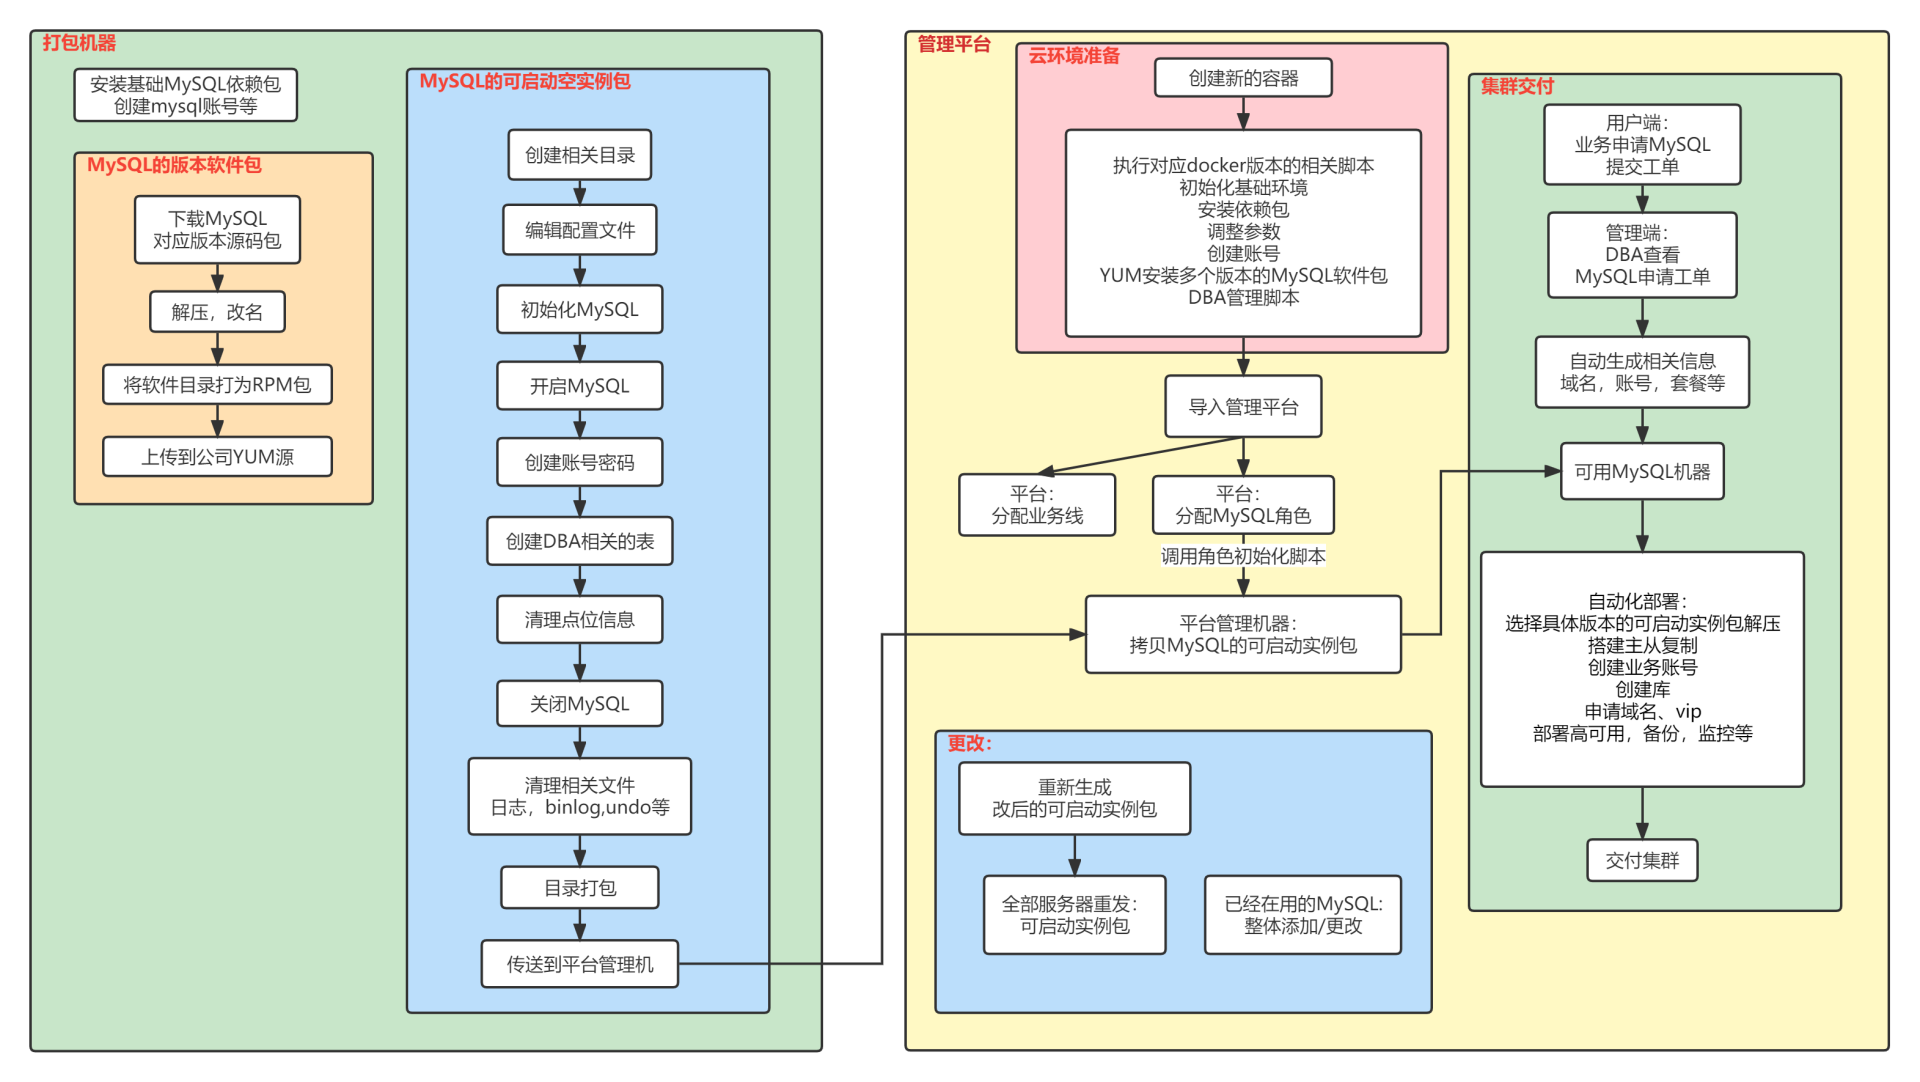 打包机器
安装基础MySQL依赖包
创建mysql账号等
MySQL的版本软件包
下载MySQL
对应版本源码包
解压，改名
将软件目录打为RPM包
上传到公司YUM源
MySQL的可启动空实例包
创建相关目录
编辑配置文件
初始化MySQL
开启MySQL
创建账号密码
创建DBA相关的表
清理点位信息
关闭MySQL
清理相关文件
日志，binlog,undo等
目录打包
传送到平台管理机
管理平台
云环境准备
创建新的容器
执行对应docker版本的相关脚本
初始化基础环境
安装依赖包
调整参数
创建账号
YUM安装多个版本的MySQL软件包
DBA管理脚本
导入管理平台
平台：
分配业务线
平台：
分配MySQL角色
调用角色初始化脚本
平台管理机器：
拷贝MySQL的可启动实例包
更改：
重新生成
改后的可启动实例包
全部服务器重发：
可启动实例包
已经在用的MySQL:
整体添加/更改
集群交付
用户端：
业务申请MySQL
提交工单
管理端：
DBA查看
MySQL申请工单
自动生成相关信息
域名，账号，套餐等
可用MySQL机器
自动化部署：
选择具体版本的可启动实例包解压
搭建主从复制
创建业务账号
创建库
申请域名、vip
部署高可用，备份，监控等
交付集群